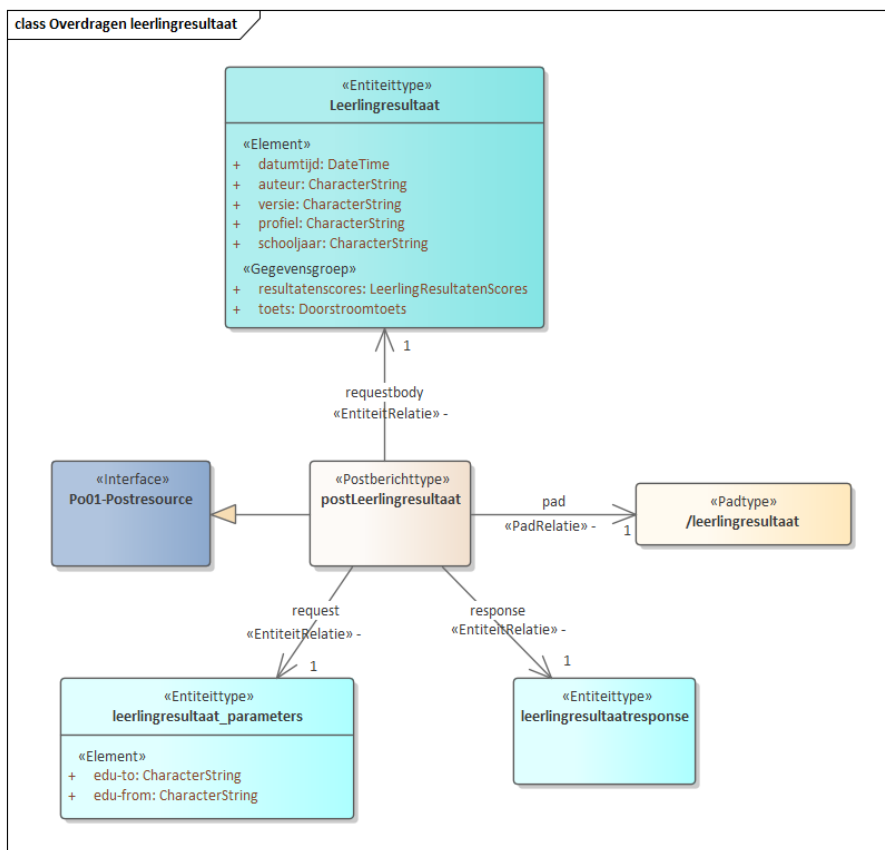 class Overdragen leerlingresultaat
«Entiteittype»
Leerlingresultaat
«Element»
+ datumtijd: DateTime
+ auteur: CharacterString
+ versie: CharacterString
+ profiel: CharacterString
+ schooljaar: CharacterString
«Gegevensgroep»
+ resultatenscores: LeerlingResultatenScores
+ toets: Doorstroomtoets
1
requestbody
«EntiteitRelatie» -
«Interface»
Po01-Postresource
«Postberichttype»
postLeerlingresultaat
pad
«PadRelatie» -
1
«Padtype»
/leerlingresultaat
request
«EntiteitRelatie» -
1
response
«EntiteitRelatie» -
1
«Entiteittype»
leerlingresultaat_parameters
«Element»
+ edu-to: CharacterString
+ edu-from: CharacterString
«Entiteittype»
leerlingresultaatresponse